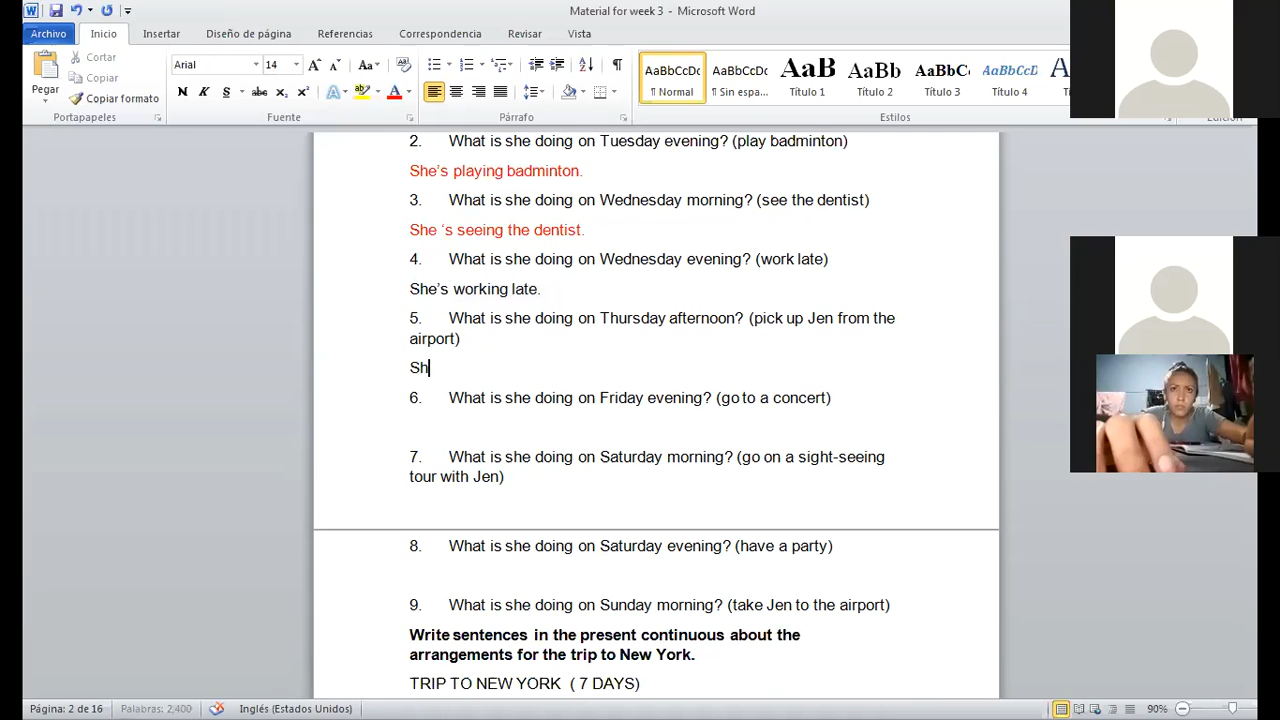 Material for week 3 - Microsoft Word
Archivo Inicio Insertar Diseño de página Referencias Correspondencia Revisar Vista
Cortar
Copiar
Copiar formato
Pegar
Portapapeles
Arial 14 Aa
N K S abc x₂ x² A ab A
Fuente
Párrafo
AaBbCcDc AaBbCcDc AaB AaBb AaBbCc AaBbCcD
¶ Normal ¶ Sin espa... Título 1 Título 2 Título 3 Título 4
Estilos
2. What is she doing on Tuesday evening? (play badminton)
She's playing badminton.
3. What is she doing on Wednesday morning? (see the dentist)
She ‘s seeing the dentist.
4. What is she doing on Wednesday evening? (work late)
She's working late.
5. What is she doing on Thursday afternoon? (pick up Jen from the
airport)
Sh
6. What is she doing on Friday evening? (go to a concert)
7. What is she doing on Saturday morning? (go on a sight-seeing
tour with Jen)
8. What is she doing on Saturday evening? (have a party)
9. What is she doing on Sunday morning? (take Jen to the airport)
Write sentences in the present continuous about the
arrangements for the trip to New York.
TRIP TO NEW YORK ( 7 DAYS)
Página: 2 de 16 Palabras: 2.400 Inglés (Estados Unidos) 90%